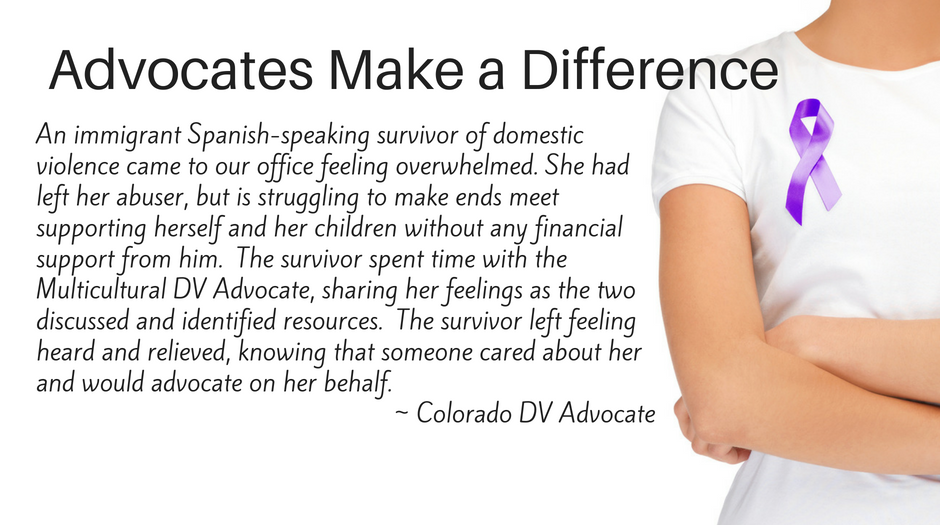 Advocates Make a Difference
An immigrant Spanish-speaking survivor of domestic
violence came to our office feeling overwhelmed. She had
left her abuser, but is struggling to make ends meet
supporting herself and her children without any financial
support from him.  The survivor spent time with the
Multicultural DV Advocate, sharing her feelings as the two
discussed and identified resources.  The survivor left feeling
heard and relieved, knowing that someone cared about her
and would advocate on her behalf.
~ Colorado DV Advocate